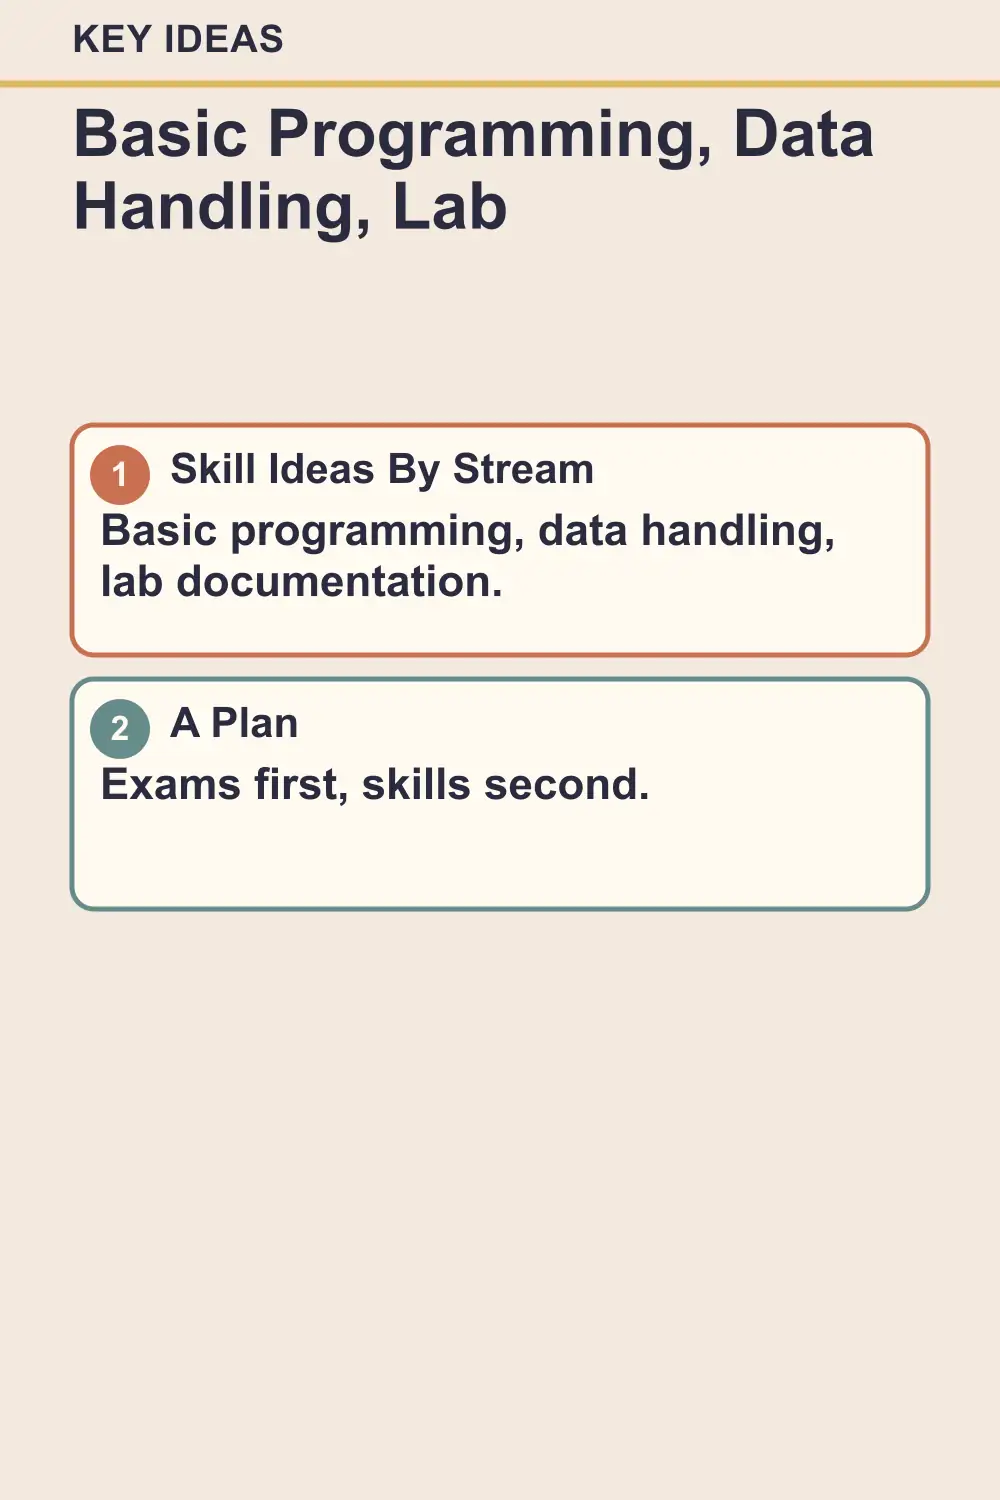 KEY IDEAS
Basic Programming, Data
Handling, Lab
1 Skill Ideas By Stream
Basic programming, data handling,
lab documentation.
2 A Plan
Exams first, skills second.